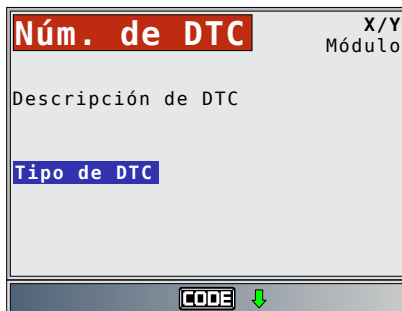 Núm. de DTC
X/Y
Módulo
Descripción de DTC
Tipo de DTC
CODE